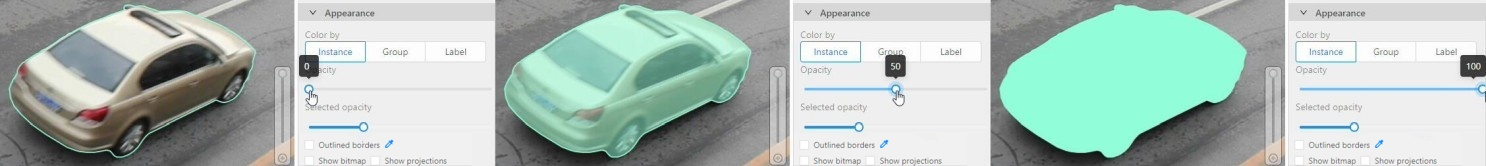 Appearance
Color by
Instance Group Label
0
acity
Selected opacity
Outlined borders
Show bitmap Show projections
Appearance
Color by
Instance Group Label
50
Opacity
Selected opacity
Outlined borders
Show bitmap Show projections
Appearance
Color by
Instance Group Label
100
Opacity
Selected opacity
Outlined borders
Show bitmap Show projections